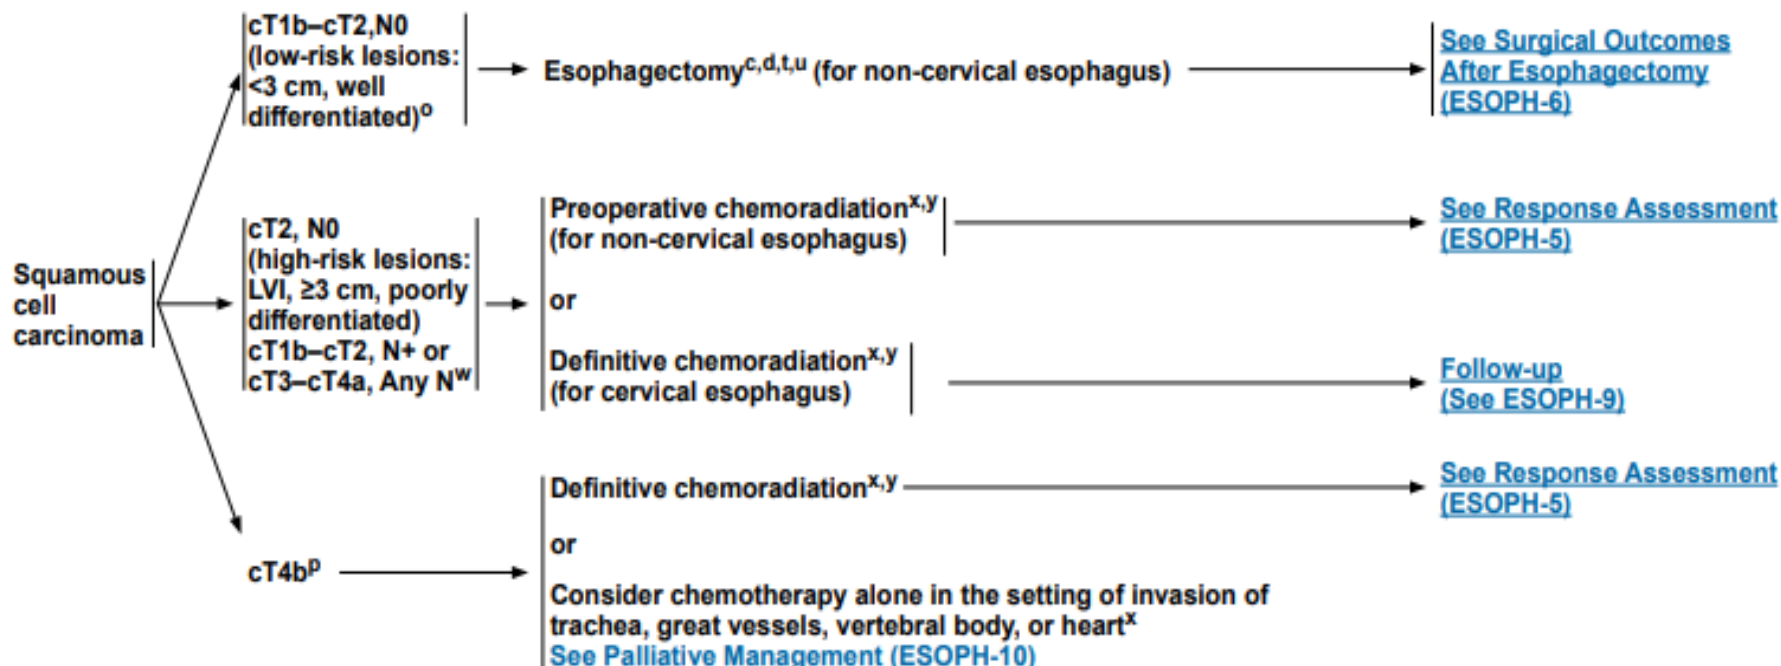 Squamous
cell
carcinoma
cT1b–cT2,N0
(low-risk lesions:
<3 cm, well
differentiated)o
Esophagectomyc,d,t,u (for non-cervical esophagus)
See Surgical Outcomes
After Esophagectomy
(ESOPH-6)
cT2, N0
(high-risk lesions:
LVI, ≥3 cm, poorly
differentiated)
cT1b–cT2, N+ or
cT3–cT4a, Any Nw
Preoperative chemoradiationx,y
(for non-cervical esophagus)
See Response Assessment
(ESOPH-5)
or
Definitive chemoradiationx,y
(for cervical esophagus)
Follow-up
(See ESOPH-9)
cT4bp
Definitive chemoradiationx,y
See Response Assessment
(ESOPH-5)
or
Consider chemotherapy alone in the setting of invasion of
trachea, great vessels, vertebral body, or heartx
See Palliative Management (ESOPH-10)